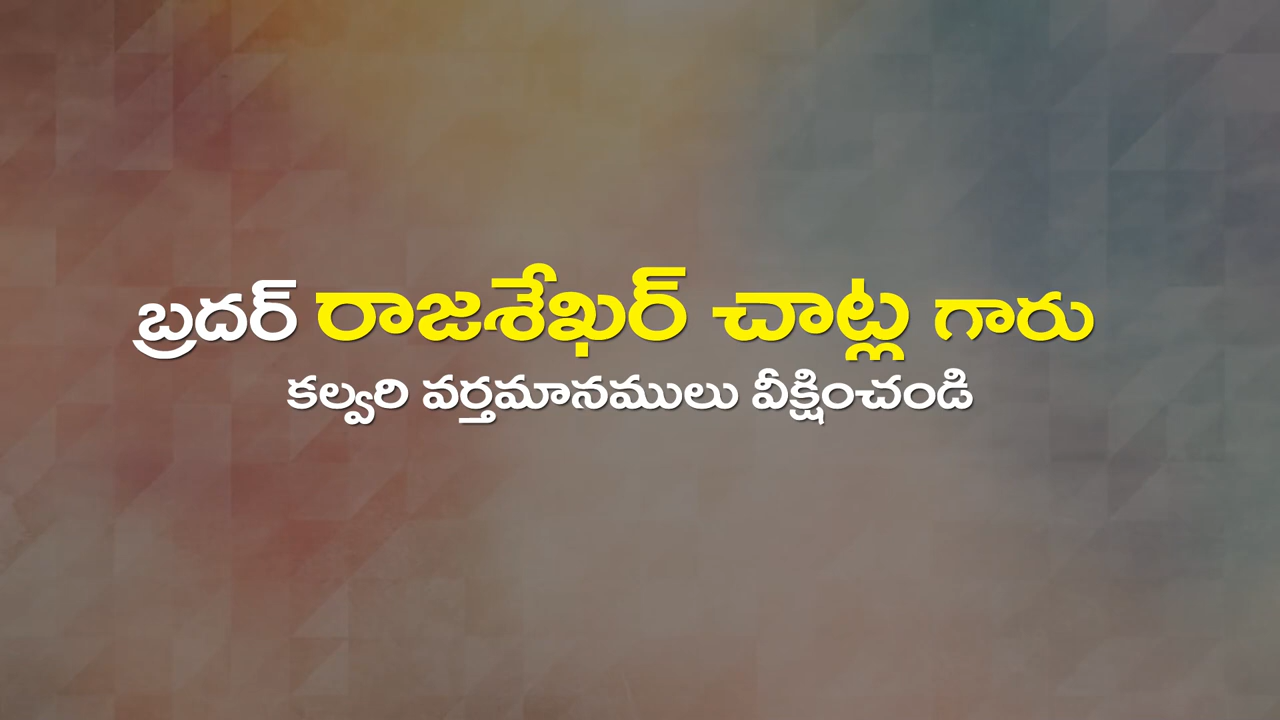 బ్రదర్ రాజశేఖర్ చాట్ల గారు
కల్వరి వర్తమానములు వీక్షించండి